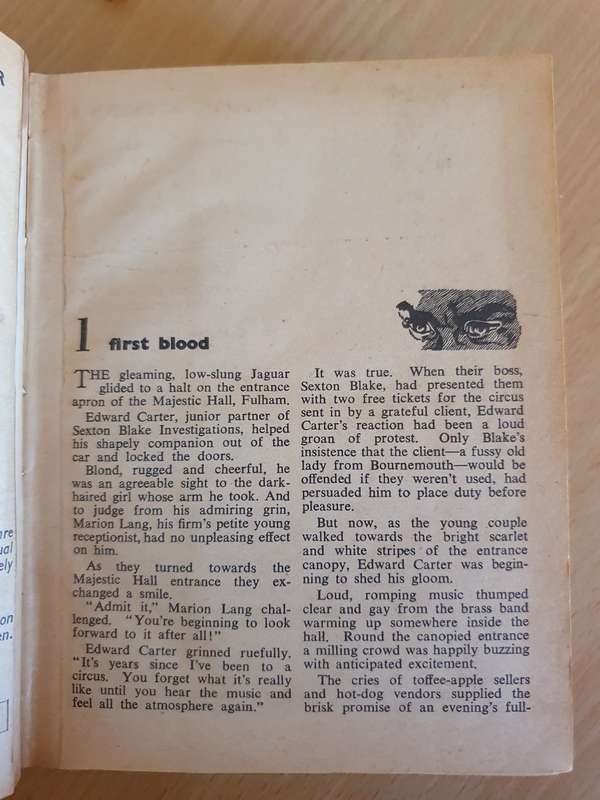 R
1 first blood
THE gleaming, low-slung Jaguar
glided to a halt on the entrance
apron of the Majestic Hall, Fulham.
Edward Carter, junior partner of
Sexton Blake Investigations, helped
his shapely companion out of the
car and locked the doors.
Blond, rugged and cheerful, he
was an agreeable sight to the dark-
haired girl whose arm he took. And
to judge from his admiring grin,
Marion Lang, his firm's petite young
receptionist, had no unpleasing effect
on him.
As they turned towards the
Majestic Hall entrance they ex-
changed a smile.
"Admit it," Marion Lang chal-
lenged. "You're beginning to look
forward to it after all!"
Edward Carter grinned ruefully.
"It's years since I've been to a
circus. You forget what it's really
like until you hear the music and
feel all the atmosphere again."
It was true. When their boss,
Sexton Blake, had presented them
with two free tickets for the circus
sent in by a grateful client, Edward
Carter's reaction had been a loud
groan of protest. Only Blake's
insistence that the client—a fussy old
lady from Bournemouth—would be
offended if they weren't used, had
persuaded him to place duty before
pleasure.
But now, as the young couple
walked towards the bright scarlet
and white stripes of the entrance
canopy, Edward Carter was begin-
ning to shed his gloom.
Loud, romping music thumped
clear and gay from the brass band
warming up somewhere inside the
hall. Round the canopied entrance
a milling crowd was happily buzzing
with anticipated excitement.
The cries of toffee-apple sellers
and hot-dog vendors supplied the
brisk promise of an evening's full-